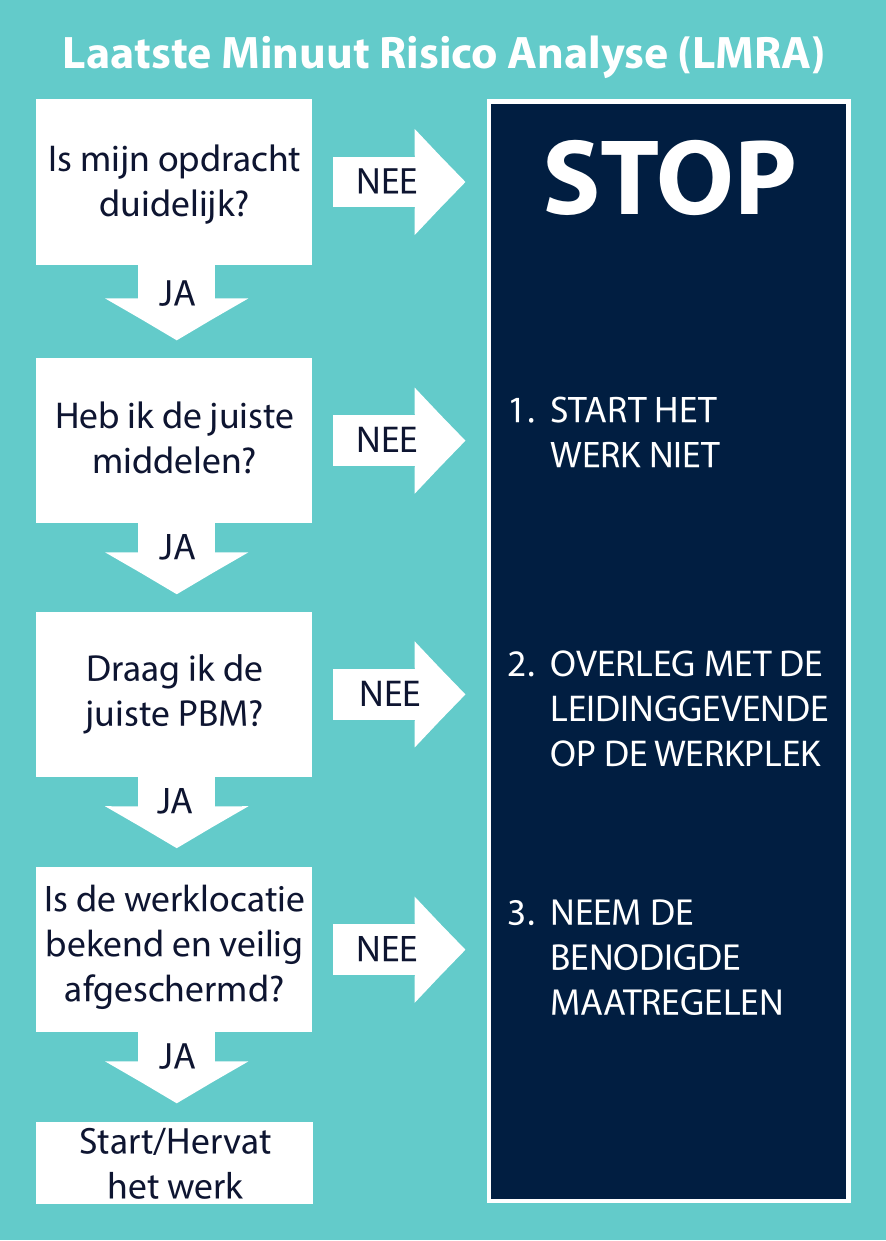 Laatste Minuut Risico Analyse (LMRA)
Is mijn opdracht
duidelijk?
NEE
JA
Heb ik de juiste
middelen?
NEE
JA
Draag ik de
juiste PBM?
NEE
JA
Is de werklocatie
bekend en veilig
afgeschermd?
NEE
JA
Start/Hervat
het werk
STOP
1. START HET
WERK NIET
2. OVERLEG MET DE
LEIDINGGEVENDE
OP DE WERKPLEK
3. NEEM DE
BENODIGDE
MAATREGELEN